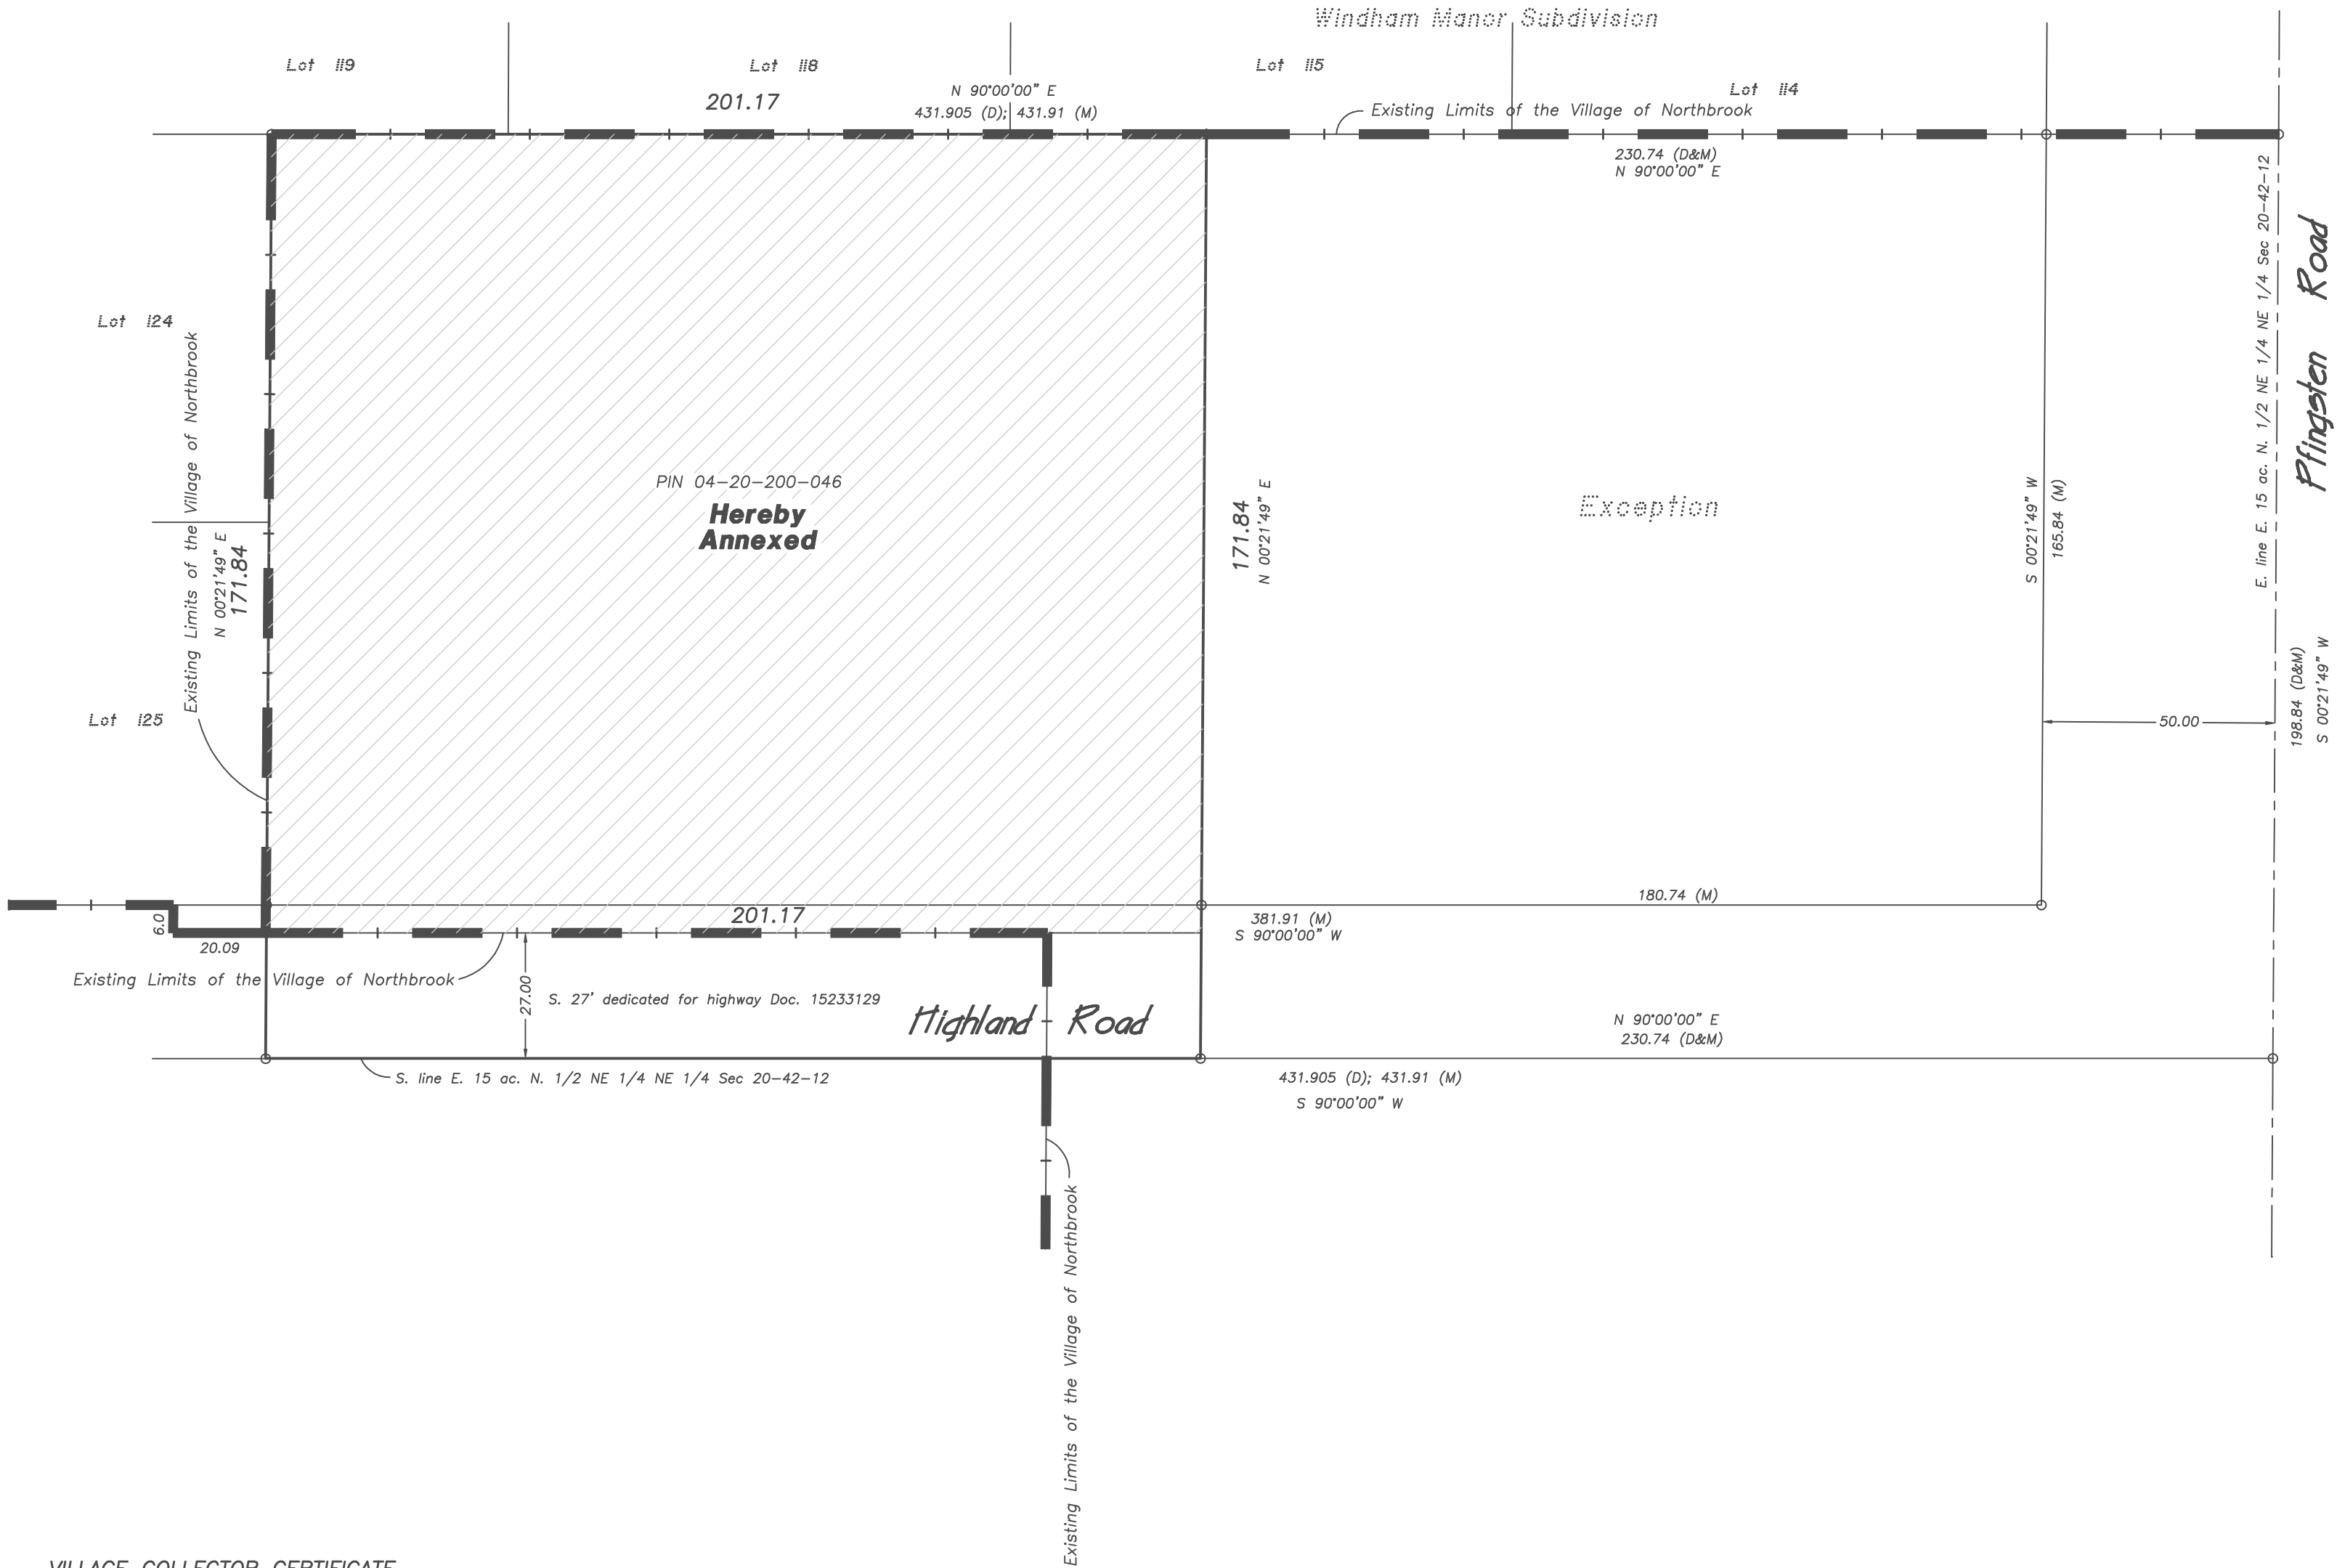 Windham Manor Subdivision
Lot 119
Lot 118
Lot 115
Lot 114
201.17
N 90°00'00" E
431.905 (D); 431.91 (M)
Existing Limits of the Village of Northbrook
230.74 (D&M)
N 90°00'00" E
E. line E. 15 ac. N. 1/2 NE 1/4 NE 1/4 Sec 20-42-12
Pfingsten Road
Lot 124
Existing Limits of the Village of Northbrook
N 00°21'49" E
171.84
PIN 04-20-200-046
Hereby
Annexed
171.84
N 00°21'49" E
Exception
S 00°21'49" W
165.84 (M)
198.84 (D&M)
S 00°21'49" W
Lot 125
50.00
180.74 (M)
6.0
201.17
381.91 (M)
S 90°00'00" W
20.09
Existing Limits of the Village of Northbrook
27.00
S. 27' dedicated for highway Doc. 15233129
Highland Road
N 90°00'00" E
230.74 (D&M)
S. line E. 15 ac. N. 1/2 NE 1/4 NE 1/4 Sec 20-42-12
431.905 (D); 431.91 (M)
S 90°00'00" W
Existing Limits of the Village of Northbrook
VILLAGE COLLECTOR CERTIFICATE